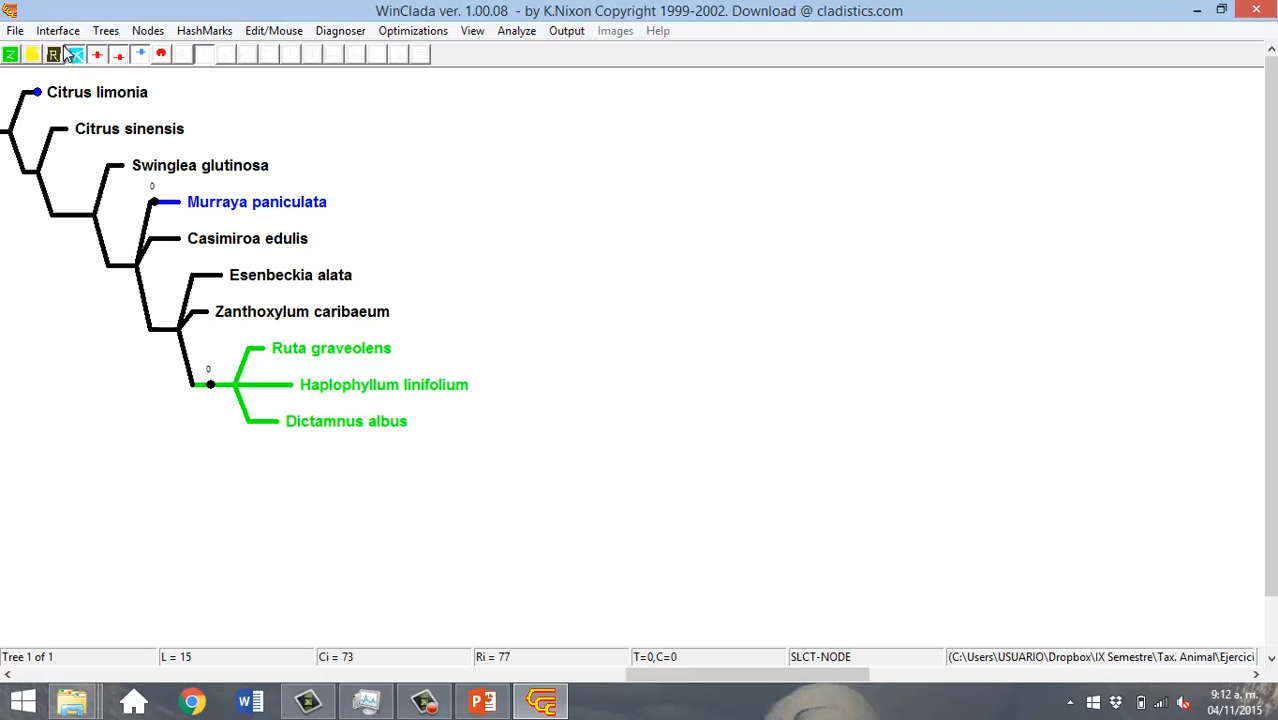 WinClada ver. 1.00.08 - by K.Nixon Copyright 1999-2002. Download @ cladistics.com
File Interface Trees Nodes HashMarks Edit/Mouse Diagnoser Optimizations View Analyze Output Images Help
Z R
Citrus limonia
Citrus sinensis
Swinglea glutinosa
0
Murraya paniculata
Casimiroa edulis
Esenbeckia alata
Zanthoxylum caribaeum
Ruta graveolens
0
Haplophyllum linifolium
Dictamnus albus
Tree 1 of 1 L = 15 Ci = 73 Ri = 77 T=0,C=0 SLCT-NODE (C:\Users\USUARIO\Dropbox\IX Semestre\Tax. Animal\Ejercici
9:12 a. m.
04/11/2015